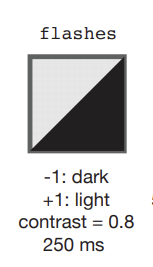 flashes
-1: dark
+1: light
contrast = 0.8
250 ms